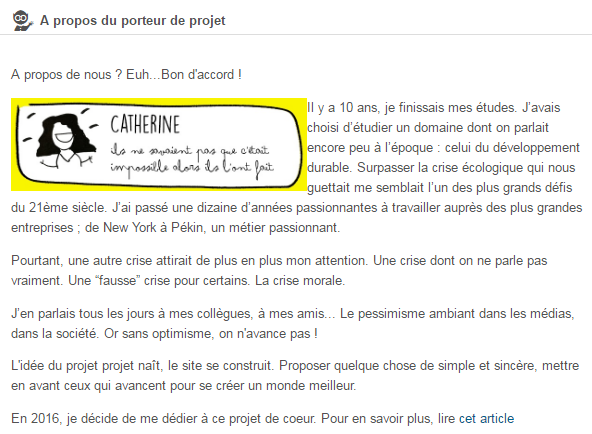 A propos du porteur de projet
A propos de nous ? Euh...Bon d'accord !
CATHERINE
ils ne savaient pas que c'était
impossible alors ils l'ont fait
Il y a 10 ans, je finissais mes études. J'avais
choisi d'étudier un domaine dont on parlait
encore peu à l'époque : celui du développement
durable. Surpasser la crise écologique qui nous
guettait me semblait l'un des plus grands défis
du 21ème siècle. J'ai passé une dizaine d'années passionnantes à travailler auprès des plus grandes
entreprises ; de New York à Pékin, un métier passionnant.
Pourtant, une autre crise attirait de plus en plus mon attention. Une crise dont on ne parle pas
vraiment. Une “fausse” crise pour certains. La crise morale.
J'en parlais tous les jours à mes collègues, à mes amis... Le pessimisme ambiant dans les médias,
dans la société. Or sans optimisme, on n'avance pas !
L'idée du projet projet naît, le site se construit. Proposer quelque chose de simple et sincère, mettre
en avant ceux qui avancent pour se créer un monde meilleur.
En 2016, je décide de me dédier à ce projet de coeur. Pour en savoir plus, lire cet article